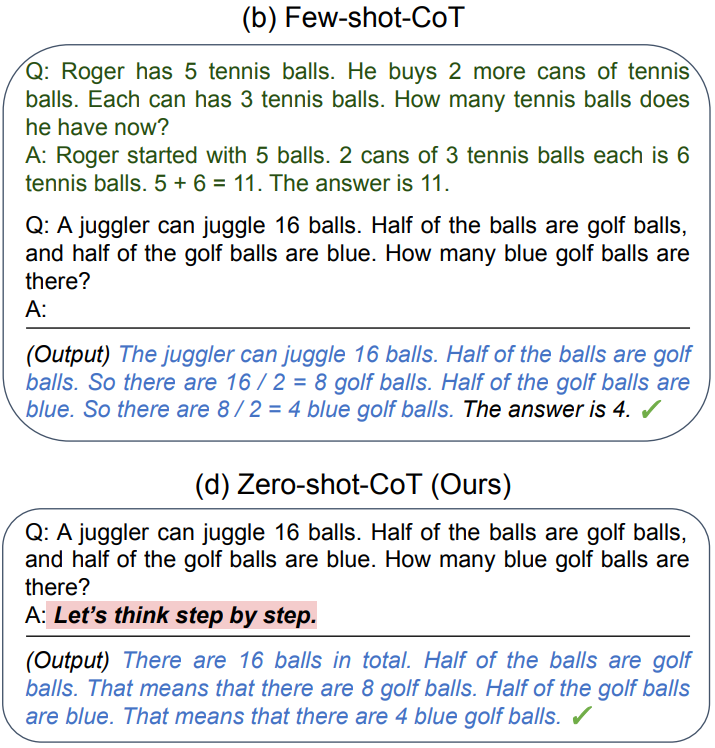 (b) Few-shot-CoT
Q: Roger has 5 tennis balls. He buys 2 more cans of tennis
balls. Each can has 3 tennis balls. How many tennis balls does
he have now?
A: Roger started with 5 balls. 2 cans of 3 tennis balls each is 6
tennis balls. 5 + 6 = 11. The answer is 11.
Q: A juggler can juggle 16 balls. Half of the balls are golf balls,
and half of the golf balls are blue. How many blue golf balls are
there?
A:
(Output) The juggler can juggle 16 balls. Half of the balls are golf
balls. So there are 16 / 2 = 8 golf balls. Half of the golf balls are
blue. So there are 8 / 2 = 4 blue golf balls. The answer is 4. ✓
(d) Zero-shot-CoT (Ours)
Q: A juggler can juggle 16 balls. Half of the balls are golf balls,
and half of the golf balls are blue. How many blue golf balls are
there?
A: Let’s think step by step.
(Output) There are 16 balls in total. Half of the balls are golf
balls. That means that there are 8 golf balls. Half of the golf balls
are blue. That means that there are 4 blue golf balls. ✓